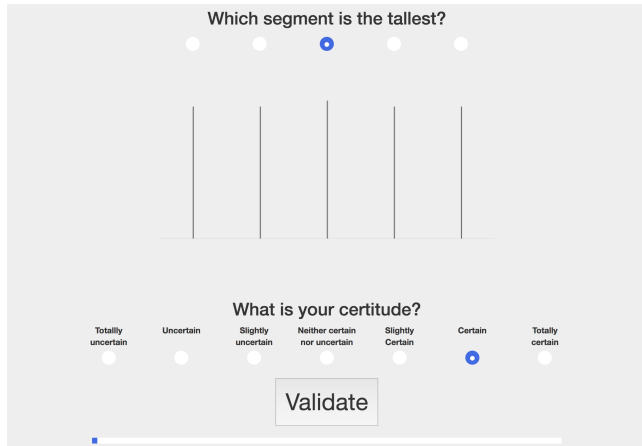 Which segment is the tallest?
What is your certitude?
Totallly uncertain
Uncertain
Slightly uncertain
Neither certain nor uncertain
Slightly Certain
Certain
Totally certain
Validate